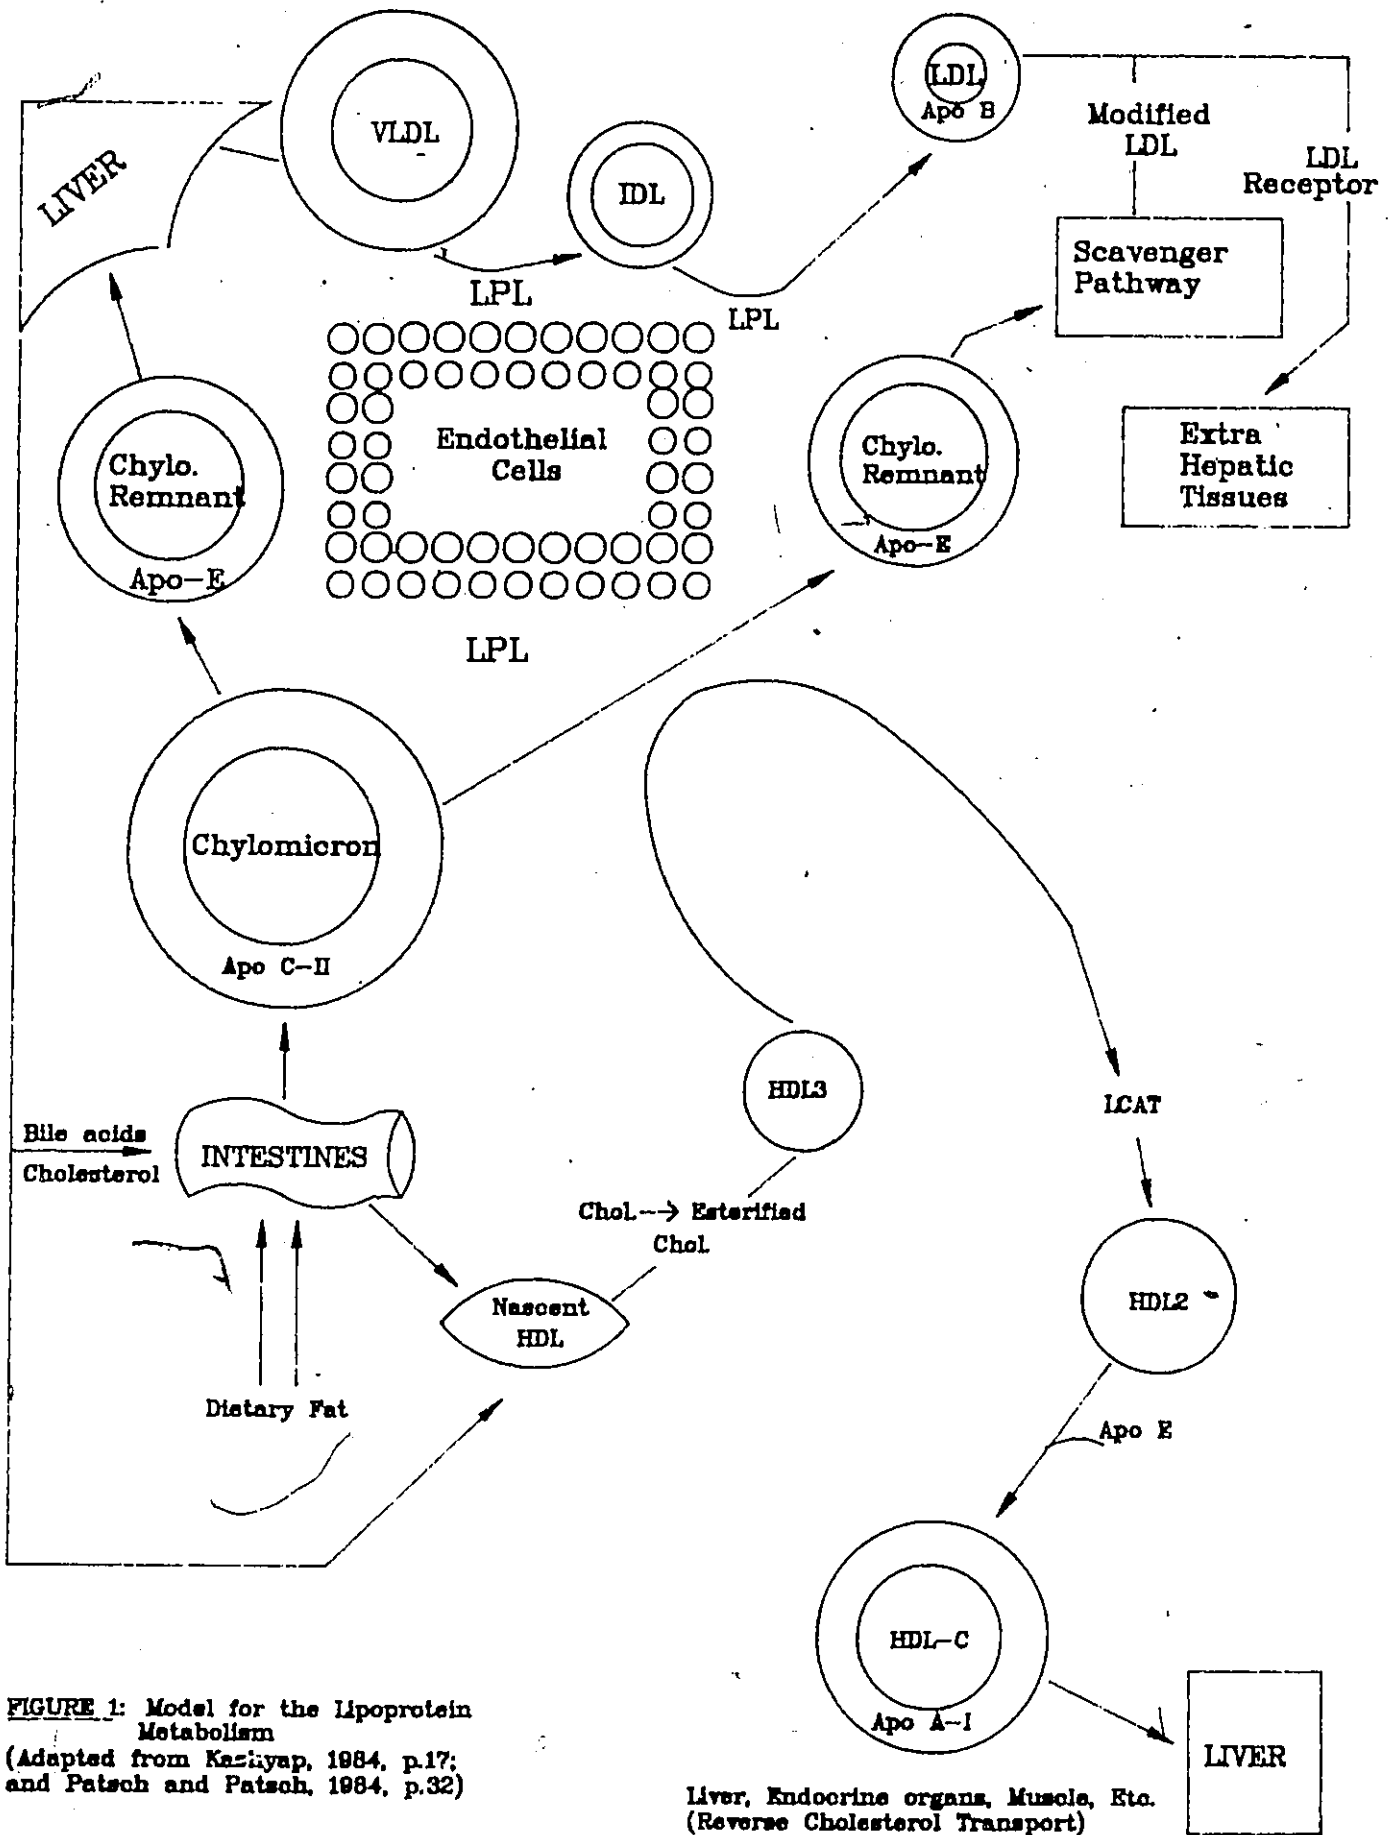 LIVER
VLDL
IDL
LDL
Apo B
Modified
LDL
LDL
Receptor
LPL
LPL
Scavenger
Pathway
Endothelial
Cells
Chylo.
Remnant
Apo-E
Chylo.
Remnant
Apo-E
Extra
Hepatic
Tissues
LPL
Chylomicron
Apo C-II
HDL3
LCAT
Bile acids
Cholesterol
INTESTINES
Chol.--→ Esterified
Chol.
Nascent
HDL
HDL2
Dietary Fat
Apo E
HDL-C
Apo A-I
LIVER
FIGURE 1: Model for the Lipoprotein
Metabolism
(Adapted from Kashyap, 1984, p.17;
and Patsch and Patsch, 1984, p.32)
Liver, Endocrine organs, Muscle, Etc.
(Reverse Cholesterol Transport)